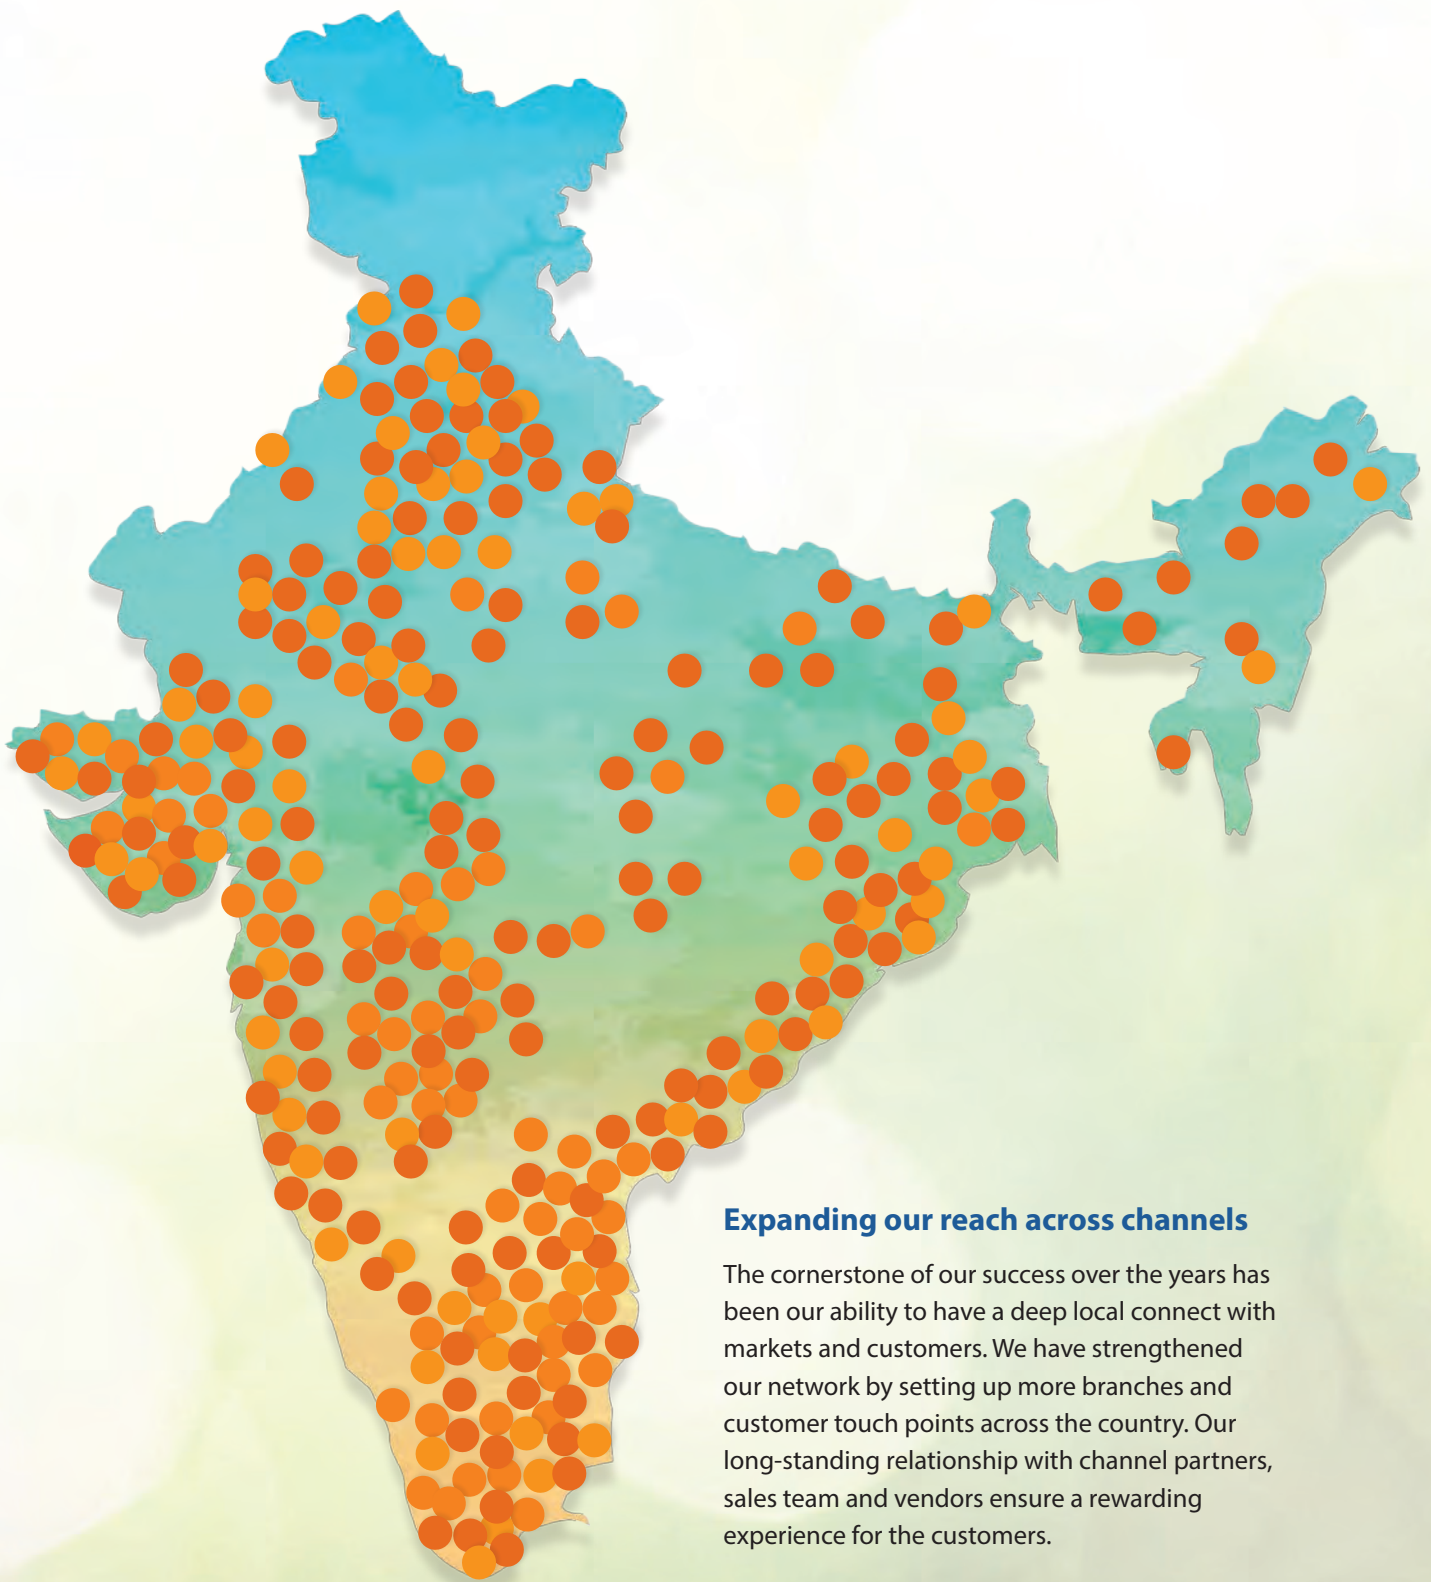 Expanding our reach across channels
The cornerstone of our success over the years has
been our ability to have a deep local connect with
markets and customers. We have strengthened
our network by setting up more branches and
customer touch points across the country. Our
long-standing relationship with channel partners,
sales team and vendors ensure a rewarding
experience for the customers.